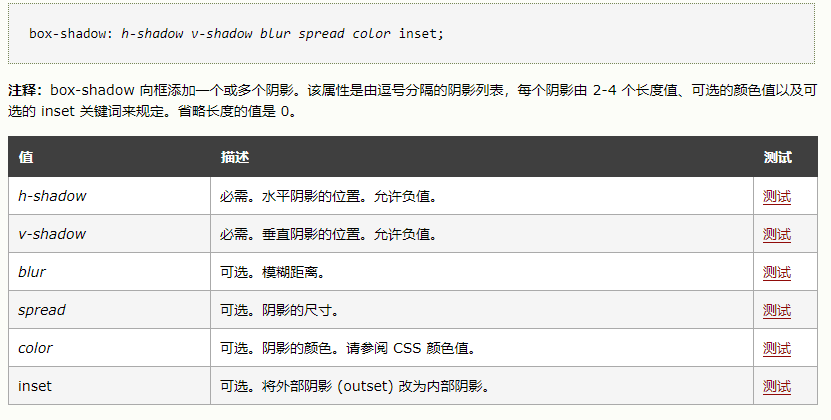 box-shadow: h-shadow v-shadow blur spread color inset;
注释：box-shadow 向框添加一个或多个阴影。该属性是由逗号分隔的阴影列表，每个阴影由 2-4 个长度值、可选的颜色值以及可
选的 inset 关键词来规定。省略长度的值是 0。
值 描述 测试
h-shadow 必需。水平阴影的位置。允许负值。 测试
v-shadow 必需。垂直阴影的位置。允许负值。 测试
blur 可选。模糊距离。 测试
spread 可选。阴影的尺寸。 测试
color 可选。阴影的颜色。请参阅 CSS 颜色值。 测试
inset 可选。将外部阴影 (outset) 改为内部阴影。 测试